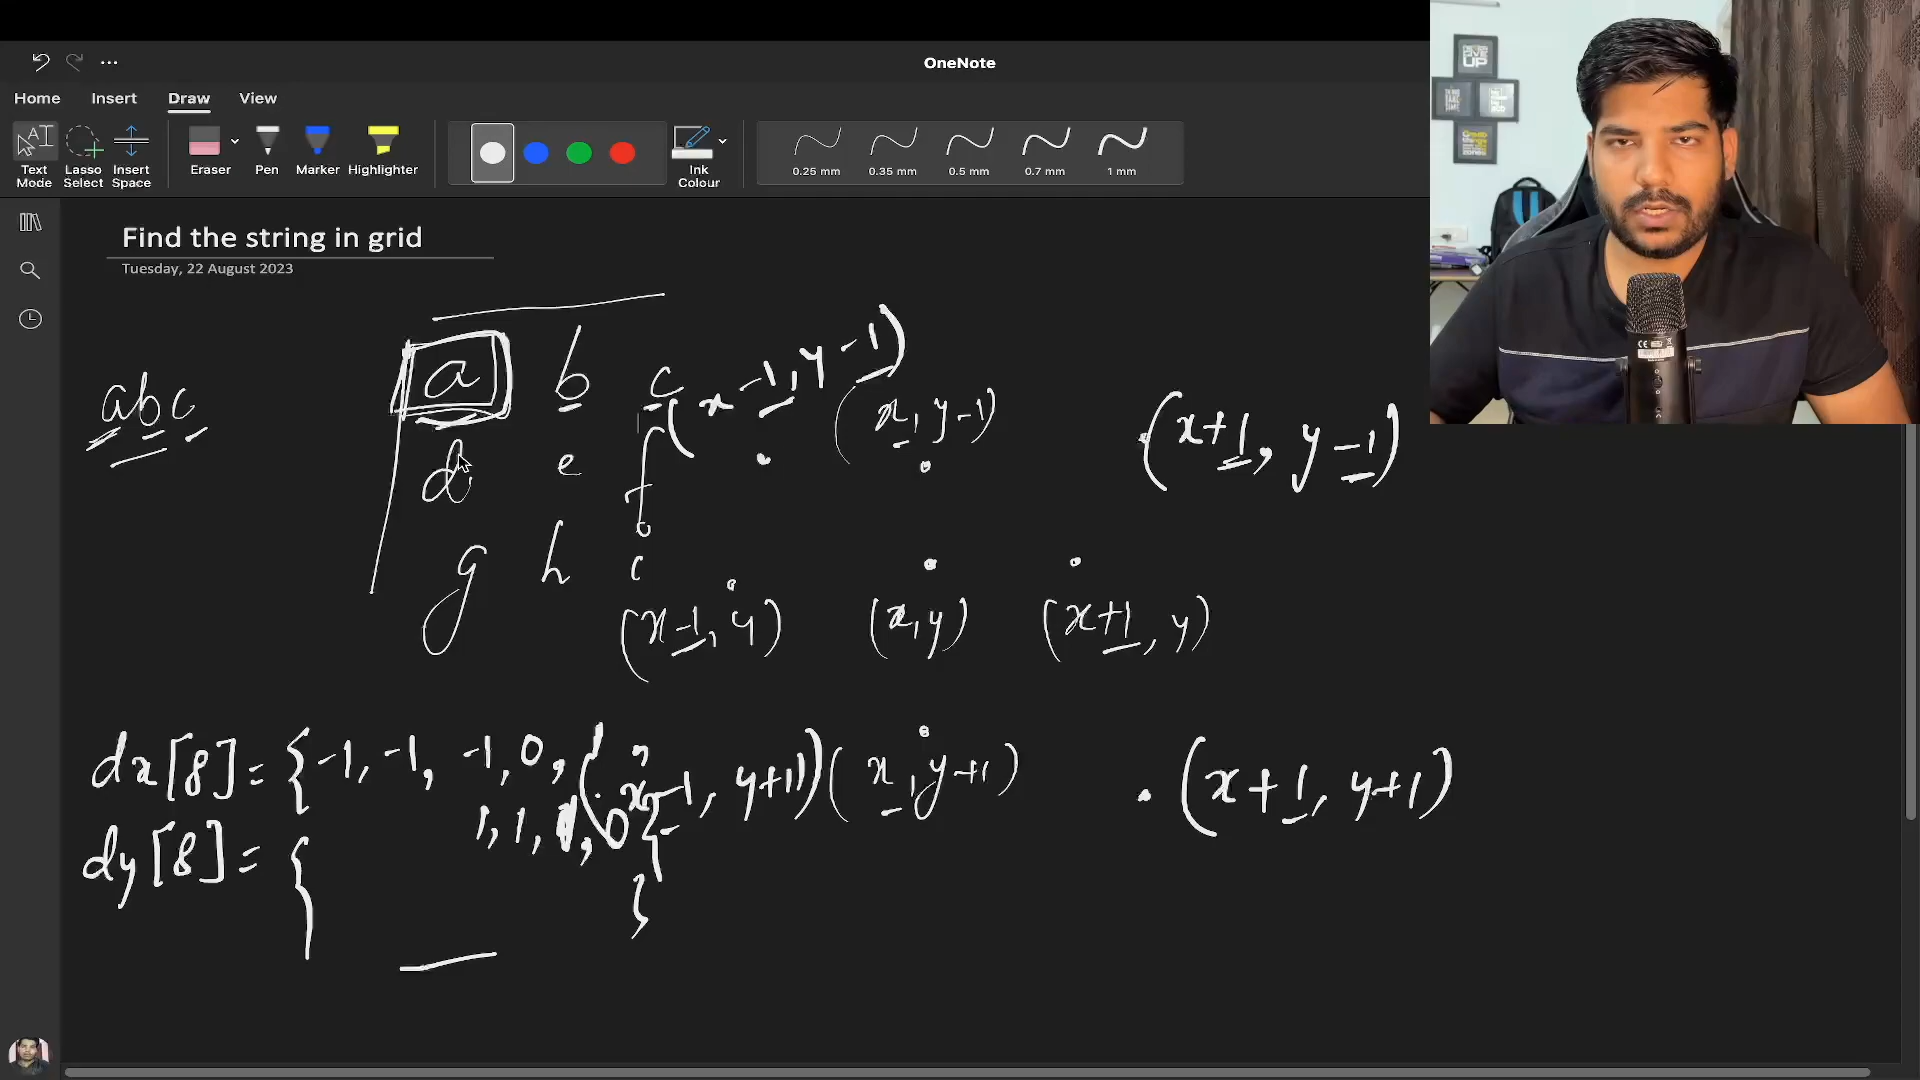 OneNote
Home Insert Draw View
Text Mode
Lasso Select
Insert Space
Eraser
Pen
Marker
Highlighter
Ink Colour
0.25 mm
0.35 mm
0.5 mm
0.7 mm
1 mm
Find the string in grid
Tuesday, 22 August 2023
abc
a b c
(x-1, y-1)
(x, y-1)
(x+1, y-1)
d e f
g h i
(x-1, y)
(x, y)
(x+1, y)
dx[8] = {-1, -1, -1, 0,
1, 1, 1, 0}
(x-1, y+1)
(x, y+1)
(x+1, y+1)
dy[8] = {
}